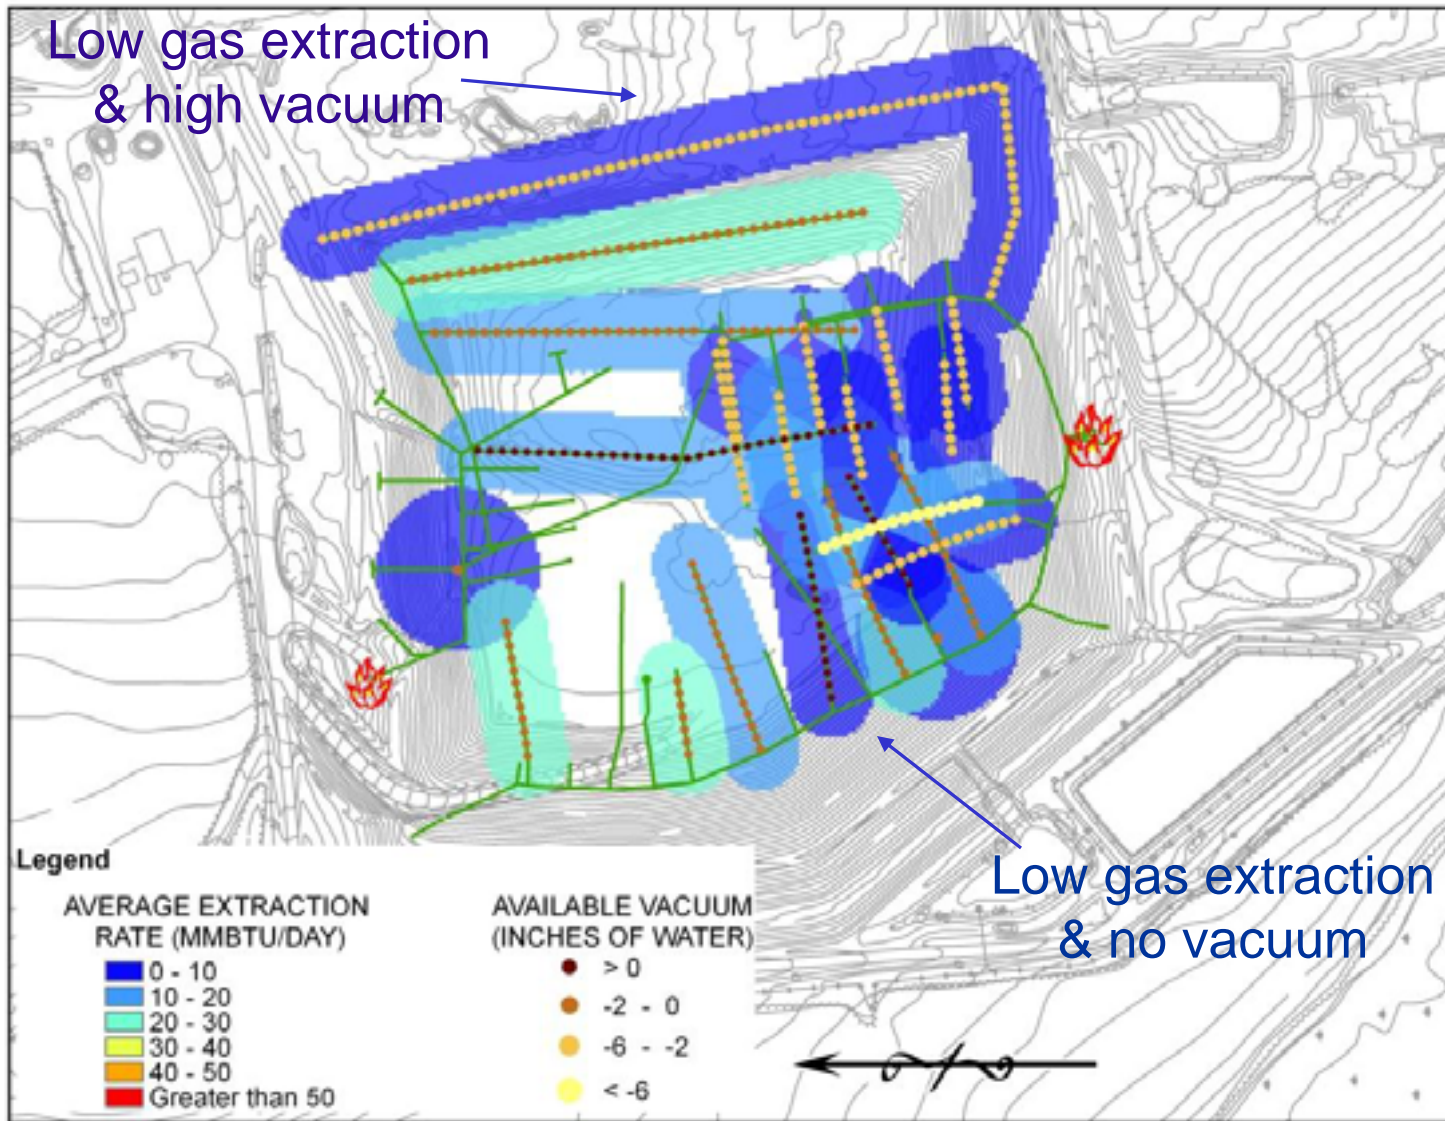 Low gas extraction
& high vacuum
Low gas extraction
& no vacuum
Legend
AVERAGE EXTRACTION
RATE (MMBTU/DAY)
0 - 10
10 - 20
20 - 30
30 - 40
40 - 50
Greater than 50
AVAILABLE VACUUM
(INCHES OF WATER)
> 0
-2 - 0
-6 - -2
< -6